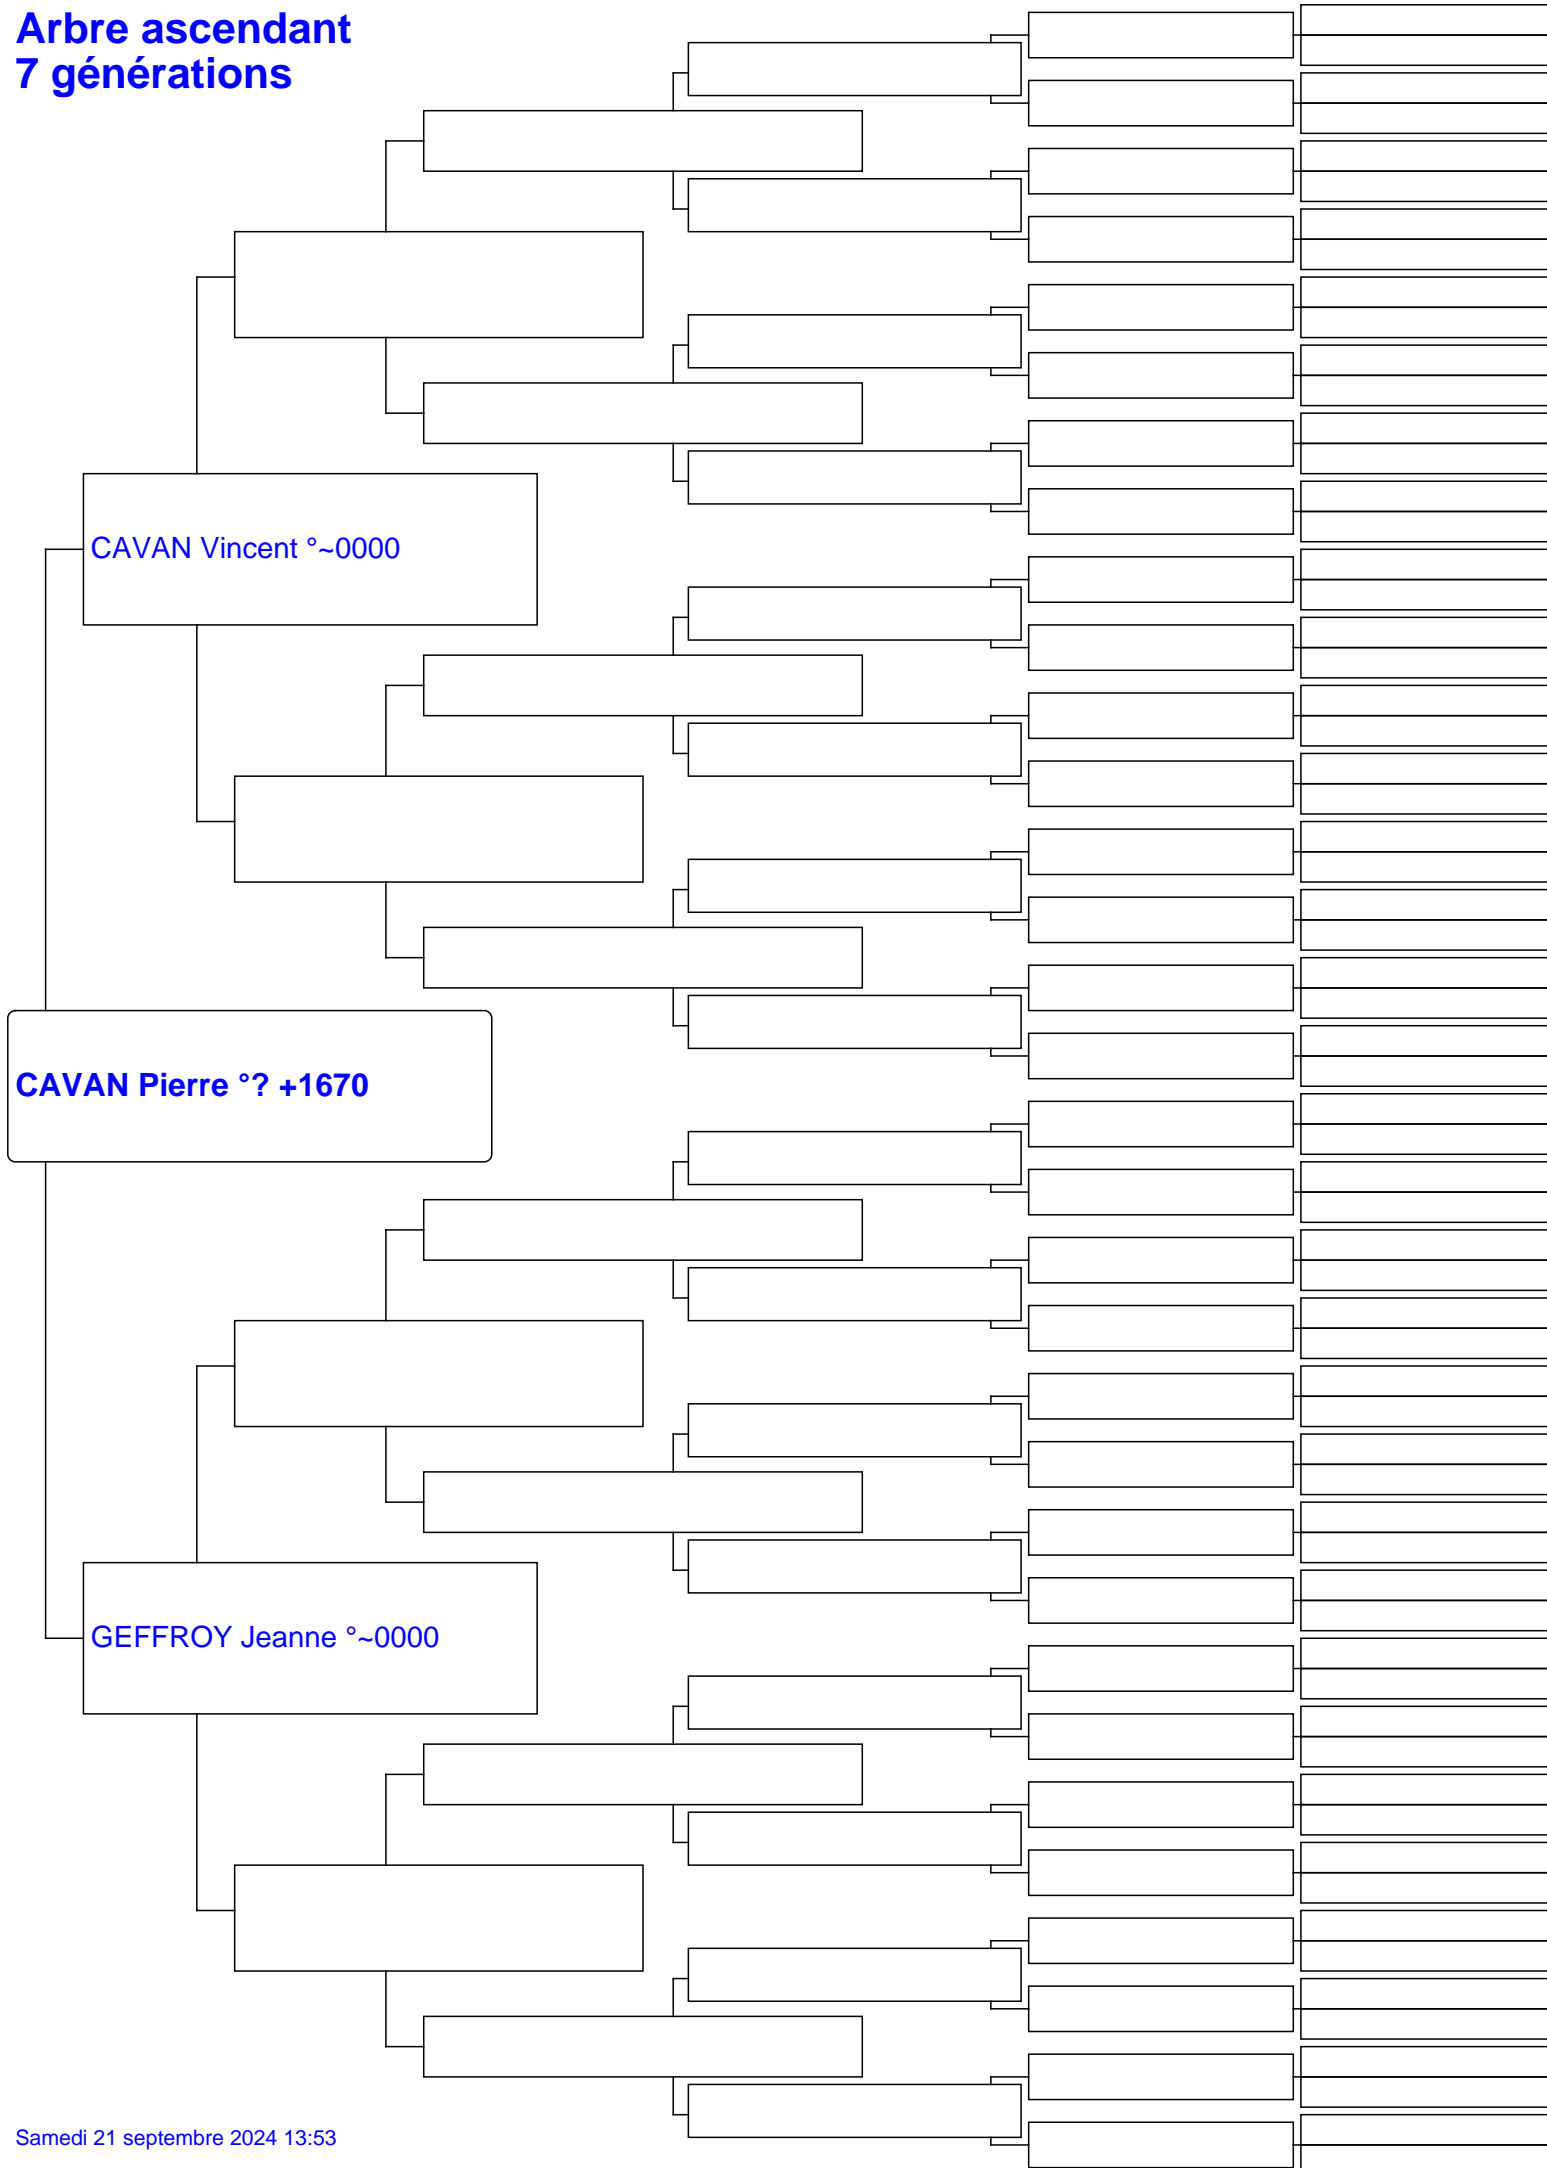 Arbre ascendant
7 générations
CAVAN Vincent °~0000
CAVAN Pierre °? +1670
GEFFROY Jeanne °~0000
Samedi 21 septembre 2024 13:53